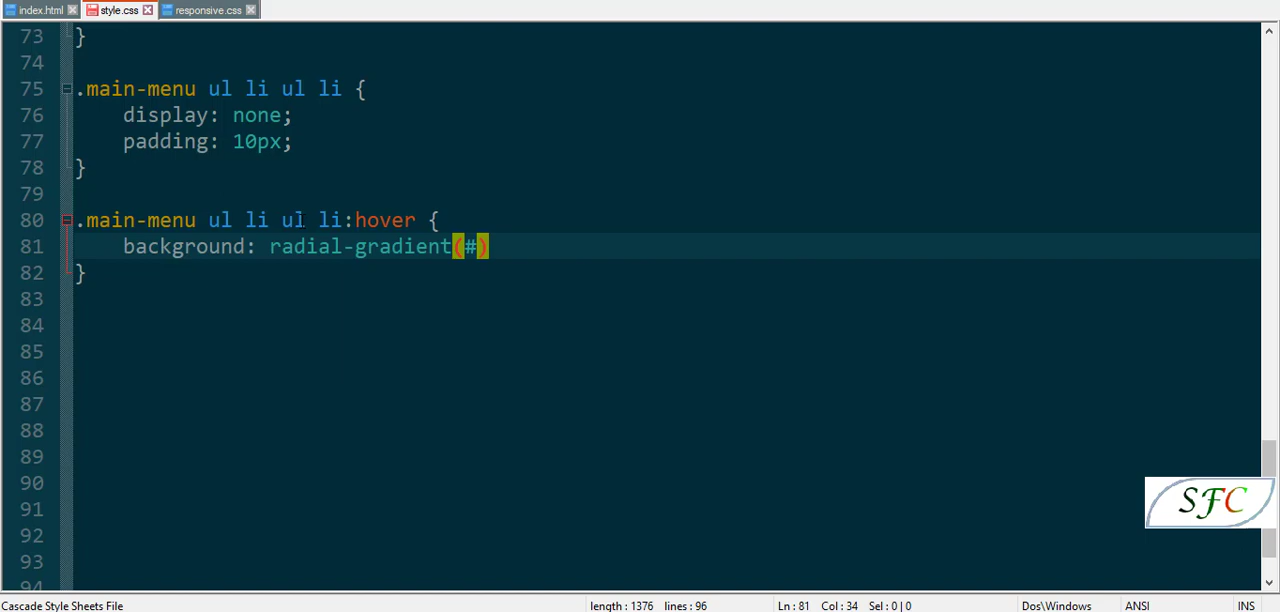 index.html style.css responsive.css
73 }
74
75 .main-menu ul li ul li {
76 display: none;
77 padding: 10px;
78 }
79
80 .main-menu ul li ul li:hover {
81 background: radial-gradient(#)
82 }
83
84
85
86
87
88
89
90
91
92
93
94
SFC
Cascade Style Sheets File length : 1376 lines : 96 Ln : 81 Col : 34 Sel : 0 | 0 Dos\Windows ANSI INS